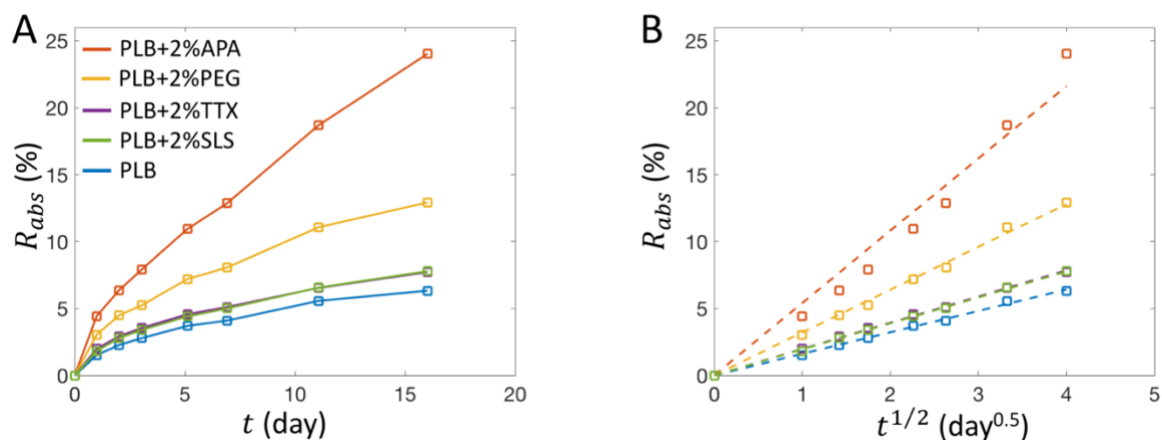 A
25
20
15
10
5
0
R_abs (%)
PLB+2%APA
PLB+2%PEG
PLB+2%TTX
PLB+2%SLS
PLB
0 5 10 15 20
t (day)
B
25
20
15
10
5
0
R_abs (%)
0 1 2 3 4 5
t^{1/2} (day^{0.5})